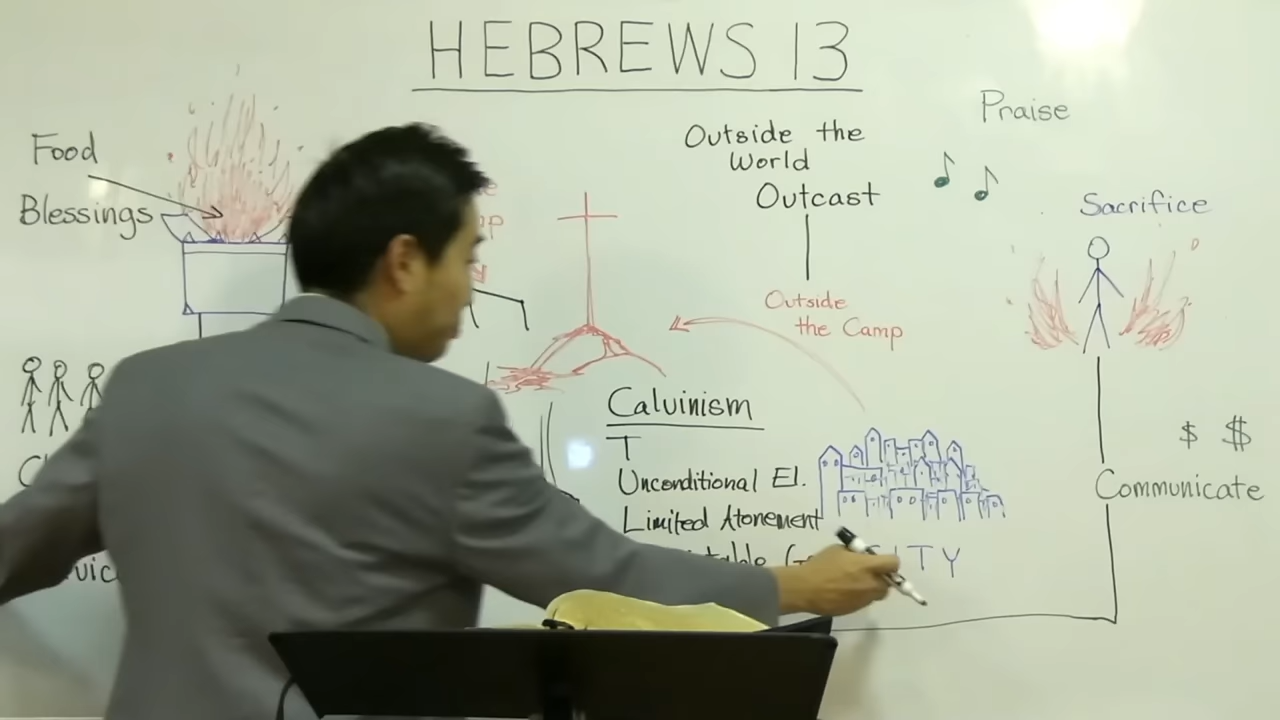 HEBREWS 13
Food
Blessings
Outside the
World
Outcast
Outside
the Camp
Praise
Sacrifice
$ $
Communicate
Calvinism
T
Unconditional El.
Limited Atonement
CITY